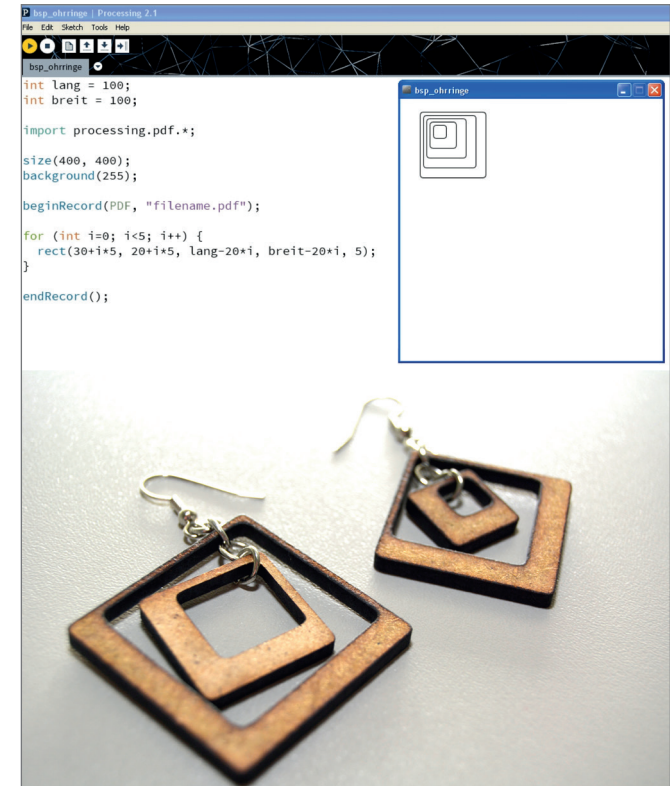 bsp_ohrringe | Processing 2.1
File Edit Sketch Tools Help
bsp_ohrringe
int lang = 100;
int breit = 100;
import processing.pdf.*;
size(400, 400);
background(255);
beginRecord(PDF, "filename.pdf");
for (int i=0; i<5; i++) {
rect(30+i*5, 20+i*5, lang-20*i, breit-20*i, 5);
}
endRecord();
bsp_ohrringe